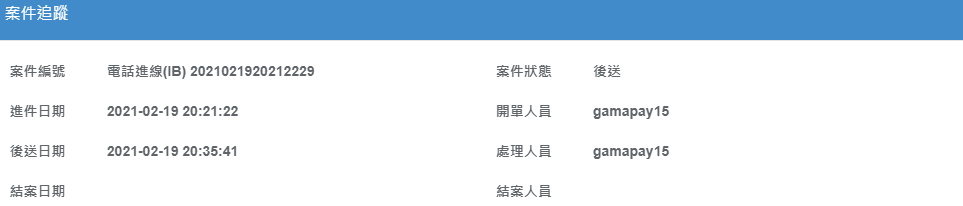 案件追蹤
案件編號 電話進線(IB) 2021021920212229 案件狀態 後送
進件日期 2021-02-19 20:21:22 開單人員 gamapay15
後送日期 2021-02-19 20:35:41 處理人員 gamapay15
結案日期 結案人員